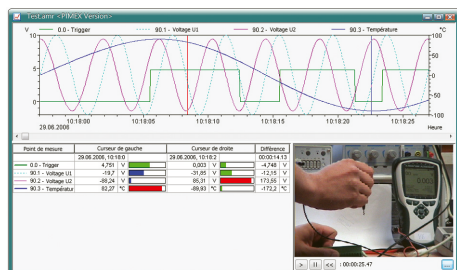 Test.amr <PIMEX Version>
V 0.0 - Trigger 90.1 - Voltage U1 90.2 - Voltage U2 90.3 - Température °C
10 100
50
5 0
-50
0 -100
10:18:00 10:18:05 10:18:10 10:18:15 10:18:20 10:18:25
29.06.2006 Heure
Point de mesure Curseur de gauche Curseur de droite Différence
29.06.2006, 10:18:0 29.06.2006, 10:18:2 00:00:14.13
0.0 - Trigger 4,751 V 0,003 V -4,748 V
90.1 - Voltage U1 -19,7 V -31,85 V -12,15 V
90.2 - Voltage U2 -88,24 V 85,31 V 173,55 V
90.3 - Températur 82,27 °C -89,93 °C -172,2 °C
> II << : 00:00:25.47 ...